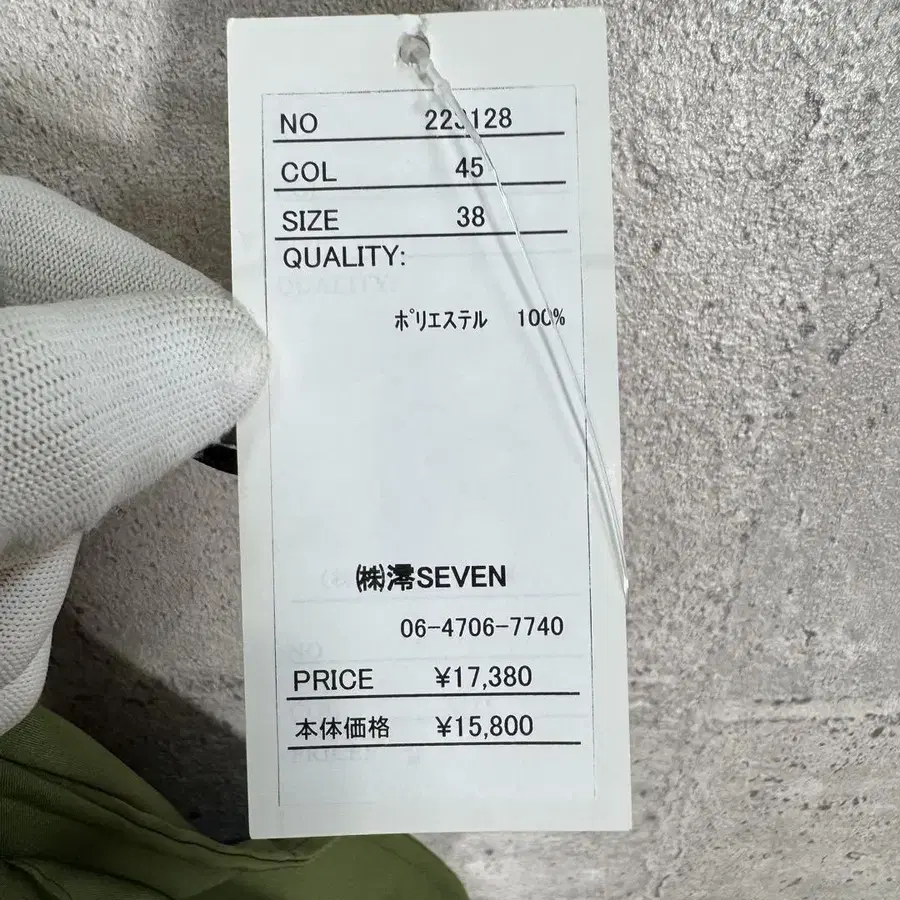 NO 223128
COL 45
SIZE 38
QUALITY:
ポリエステル 100%
㈱澪SEVEN
06-4706-7740
PRICE ¥17,380
本体価格 ¥15,800